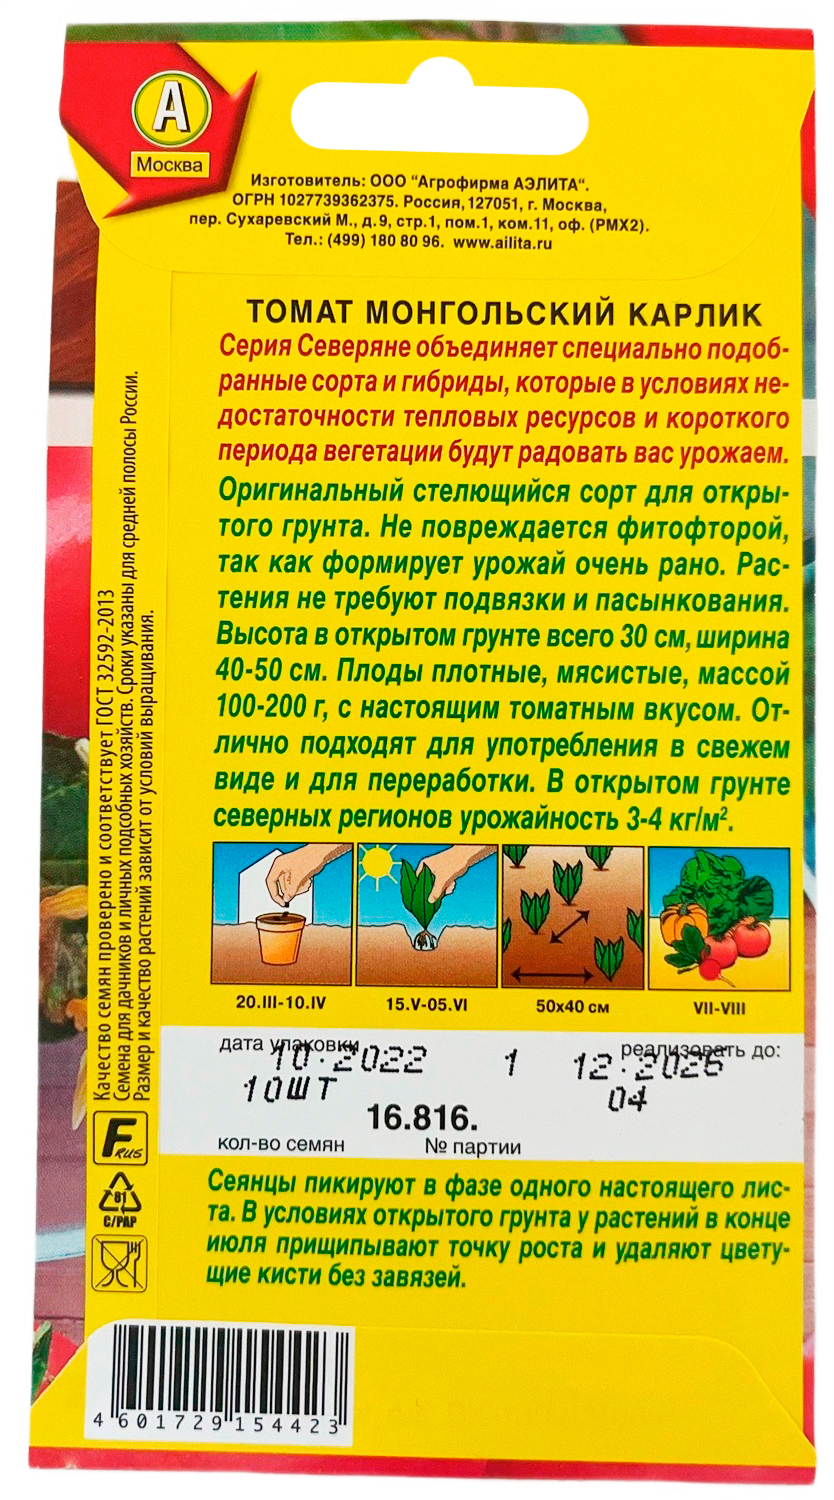 А
Москва
Изготовитель: ООО “Агрофирма АЭЛИТА“.
ОГРН 1027739362375. Россия, 127051, г. Москва,
пер. Сухаревский М., д.9, стр.1, пом.1, ком.11, оф. (РМХ2).
Тел.: (499) 180 80 96. www.ailita.ru
ТОМАТ МОНГОЛЬСКИЙ КАРЛИК
Серия Северяне объединяет специально подоб-
ранные сорта и гибриды, которые в условиях не-
достаточности тепловых ресурсов и короткого
периода вегетации будут радовать вас урожаем.
Оригинальный стелющийся сорт для откры-
того грунта. Не повреждается фитофторой,
так как формирует урожай очень рано. Рас-
тения не требуют подвязки и пасынкования.
Высота в открытом грунте всего 30 см, ширина
40-50 см. Плоды плотные, мясистые, массой
100-200 г, с настоящим томатным вкусом. От-
лично подходят для употребления в свежем
виде и для переработки. В открытом грунте
северных регионов урожайность 3-4 кг/м².
Качество семян проверено и соответствует ГОСТ 32592-2013
Семена для дачников и личных подсобных хозяйств. Сроки указаны для средней полосы России.
Размер и качество растений зависит от условий выращивания.
20.III-10.IV
15.V-05.VI
50х40 см
VII-VIII
дата упаковки
реализовать до:
10.2022 1 12.2026
10шт 04
16.816.
кол-во семян № партии
F RUS
81
C/PAP
Сеянцы пикируют в фазе одного настоящего лис-
та. В условиях открытого грунта у растений в конце
июля прищипывают точку роста и удаляют цвету-
щие кисти без завязей.
4 601729 154423